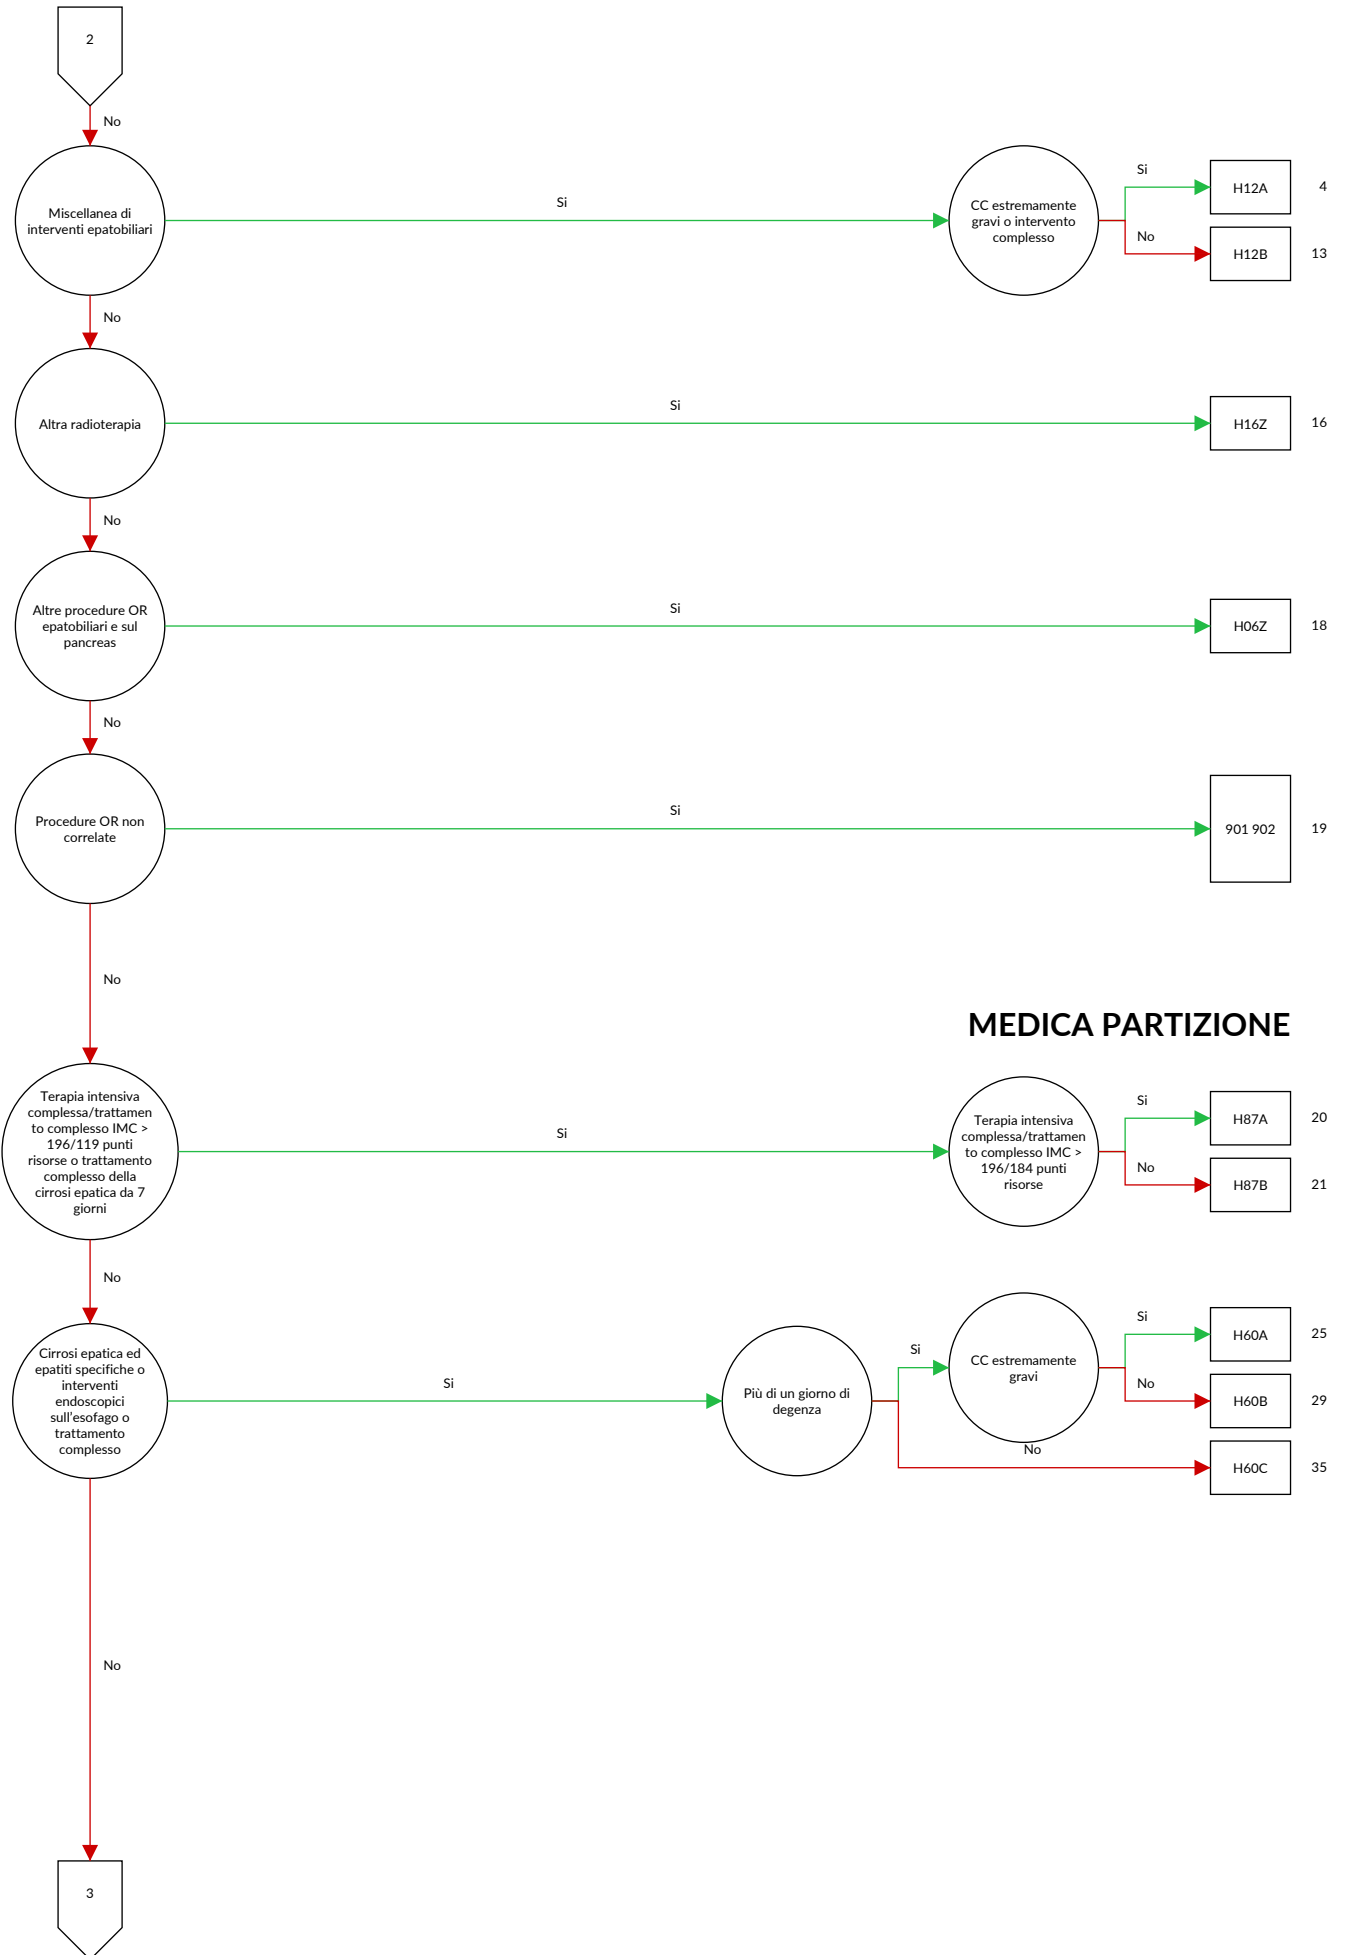 2
No
Miscellanea di
interventi epatobiliari
Si
CC estremamente
gravi o intervento
complesso
Si
H12A
4
No
H12B
13
No
Altra radioterapia
Si
H16Z
16
No
Altre procedure OR
epatobiliari e sul
pancreas
Si
H06Z
18
No
Procedure OR non
correlate
Si
901 902
19
No
MEDICA PARTIZIONE
Terapia intensiva
complessa/trattamen
to complesso IMC >
196/119 punti
risorse o trattamento
complesso della
cirrosi epatica da 7
giorni
Si
Terapia intensiva
complessa/trattamen
to complesso IMC >
196/184 punti
risorse
Si
H87A
20
No
H87B
21
No
Cirrosi epatica ed
epatiti specifiche o
interventi
endoscopici
sull'esofago o
trattamento
complesso
Si
Più di un giorno di
degenza
Si
CC estremamente
gravi
Si
H60A
25
No
H60B
29
No
H60C
35
No
3